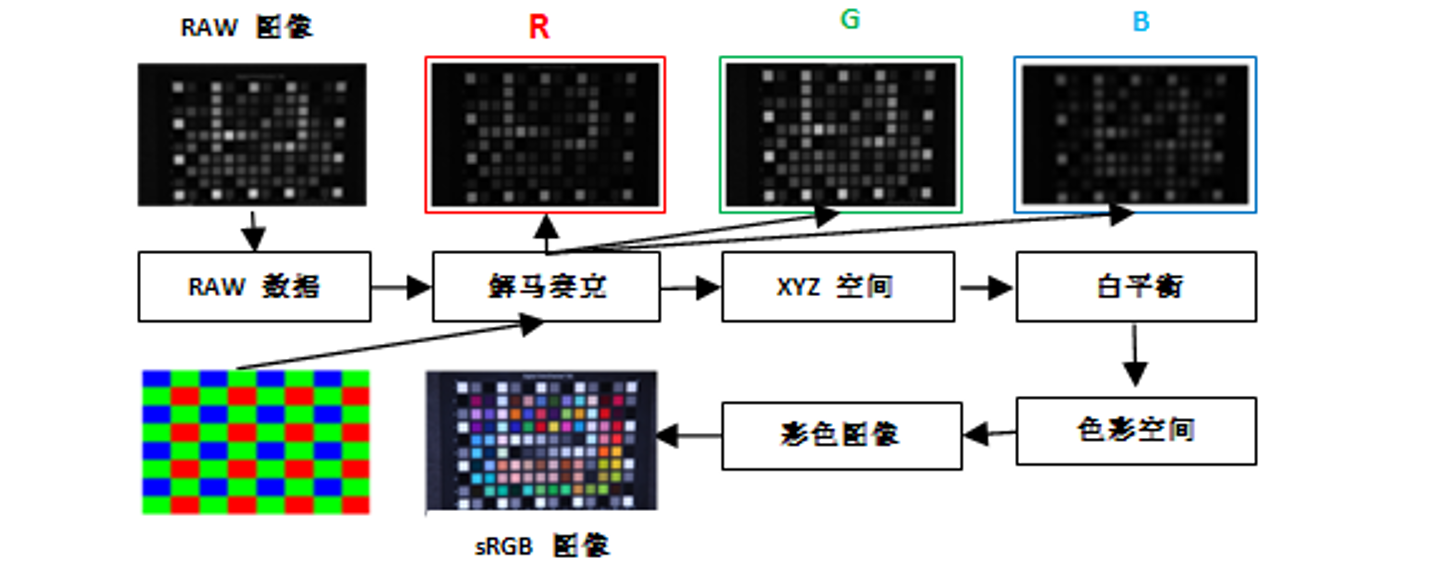 RAW 图像
R
G
B
RAW 数据
解马赛克
XYZ 空间
白平衡
彩色图像
色彩空间
sRGB 图像